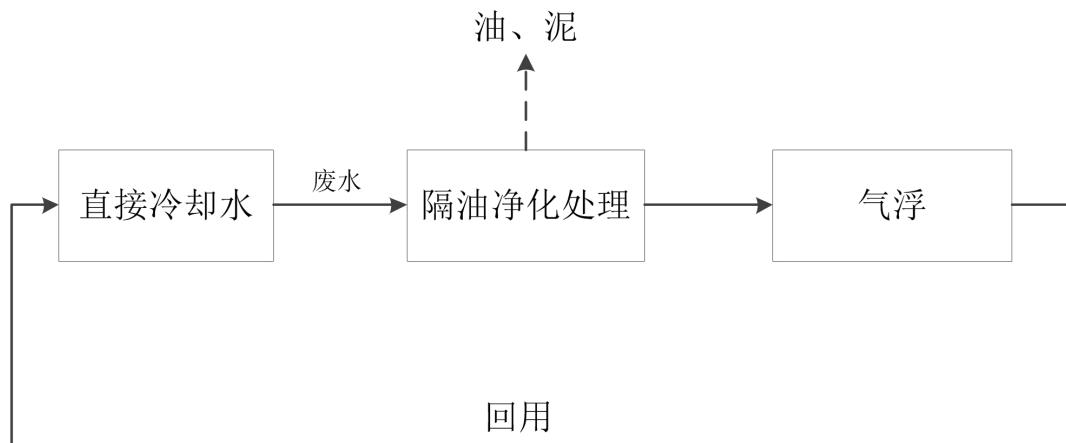 油、泥
直接冷却水
废水
隔油净化处理
气浮
回用